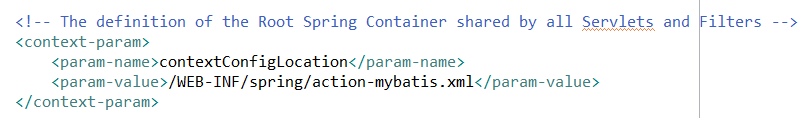 <!-- The definition of the Root Spring Container shared by all Servlets and Filters -->
<context-param>
    <param-name>contextConfigLocation</param-name>
    <param-value>/WEB-INF/spring/action-mybatis.xml</param-value>
</context-param>